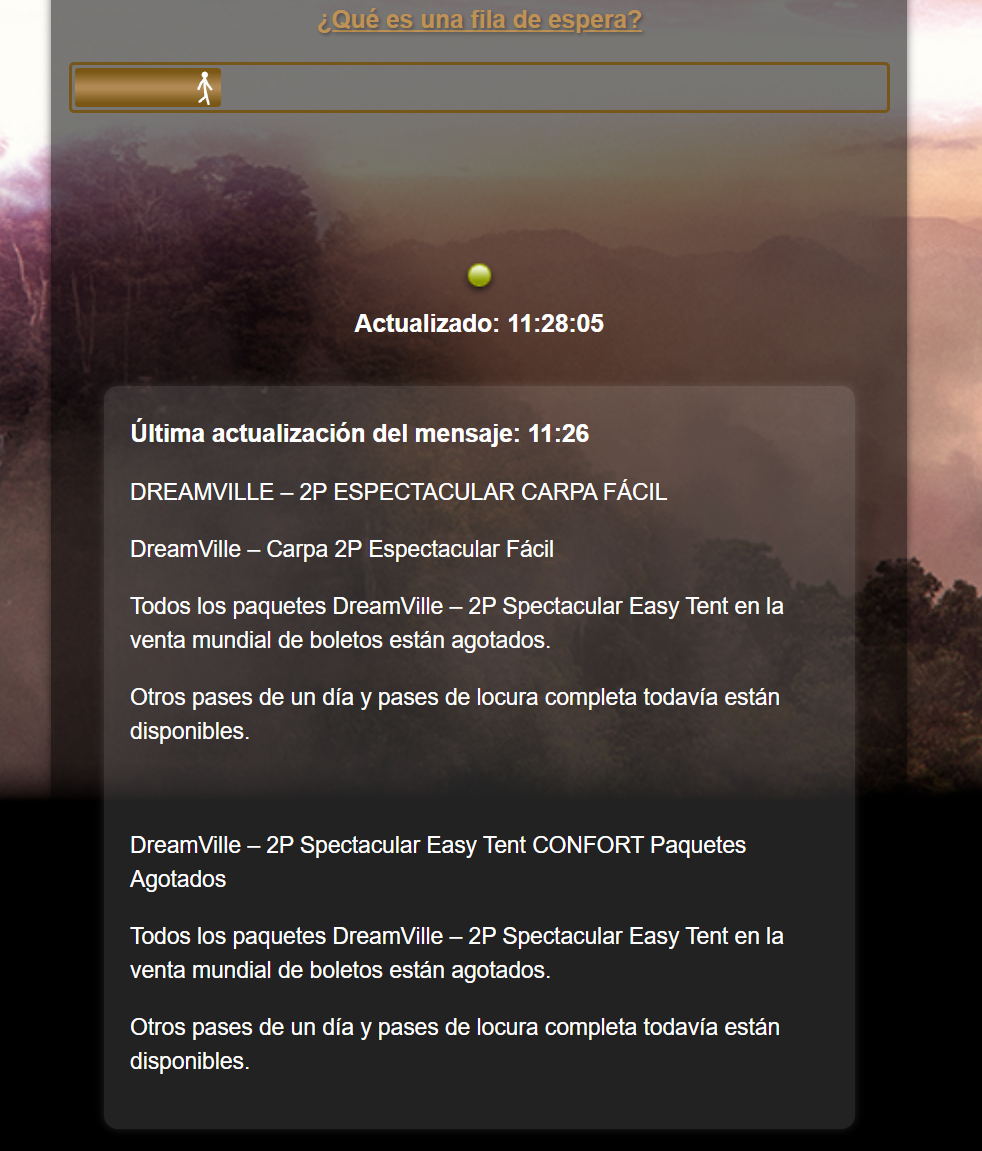 ¿Qué es una fila de espera?
Actualizado: 11:28:05
Última actualización del mensaje: 11:26
DREAMVILLE – 2P ESPECTACULAR CARPA FÁCIL
DreamVille – Carpa 2P Espectacular Fácil
Todos los paquetes DreamVille – 2P Spectacular Easy Tent en la
venta mundial de boletos están agotados.
Otros pases de un día y pases de locura completa todavía están
disponibles.
DreamVille – 2P Spectacular Easy Tent CONFORT Paquetes
Agotados
Todos los paquetes DreamVille – 2P Spectacular Easy Tent en la
venta mundial de boletos están agotados.
Otros pases de un día y pases de locura completa todavía están
disponibles.